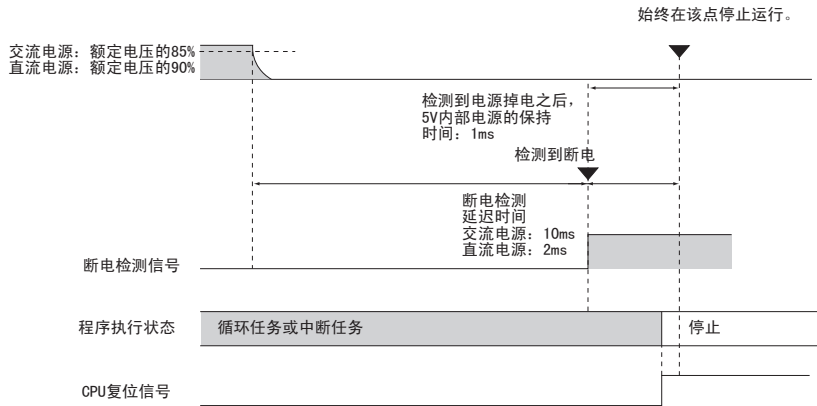 始终在该点停止运行。
交流电源：额定电压的85%
直流电源：额定电压的90%
检测到电源掉电之后，
5V内部电源的保持
时间：1ms
检测到断电
断电检测
延迟时间
交流电源：10ms
直流电源：2ms
断电检测信号
程序执行状态
循环任务或中断任务
停止
CPU复位信号